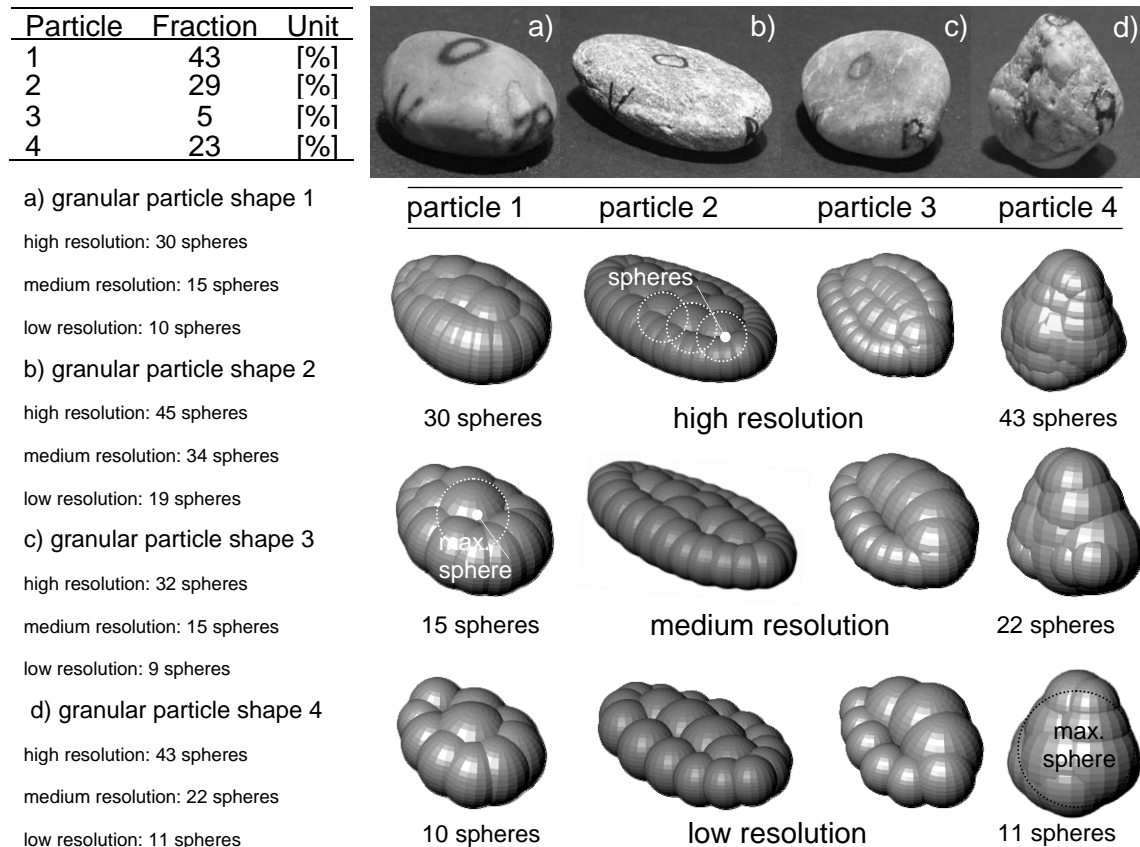 Particle Fraction Unit
1 43 [%]
2 29 [%]
3 5 [%]
4 23 [%]
a) b) c) d)
a) granular particle shape 1
high resolution: 30 spheres
medium resolution: 15 spheres
low resolution: 10 spheres
b) granular particle shape 2
high resolution: 45 spheres
medium resolution: 34 spheres
low resolution: 19 spheres
c) granular particle shape 3
high resolution: 32 spheres
medium resolution: 15 spheres
low resolution: 9 spheres
d) granular particle shape 4
high resolution: 43 spheres
medium resolution: 22 spheres
low resolution: 11 spheres
particle 1 particle 2 particle 3 particle 4
spheres
30 spheres high resolution 43 spheres
max.
sphere
15 spheres medium resolution 22 spheres
max.
sphere
10 spheres low resolution 11 spheres